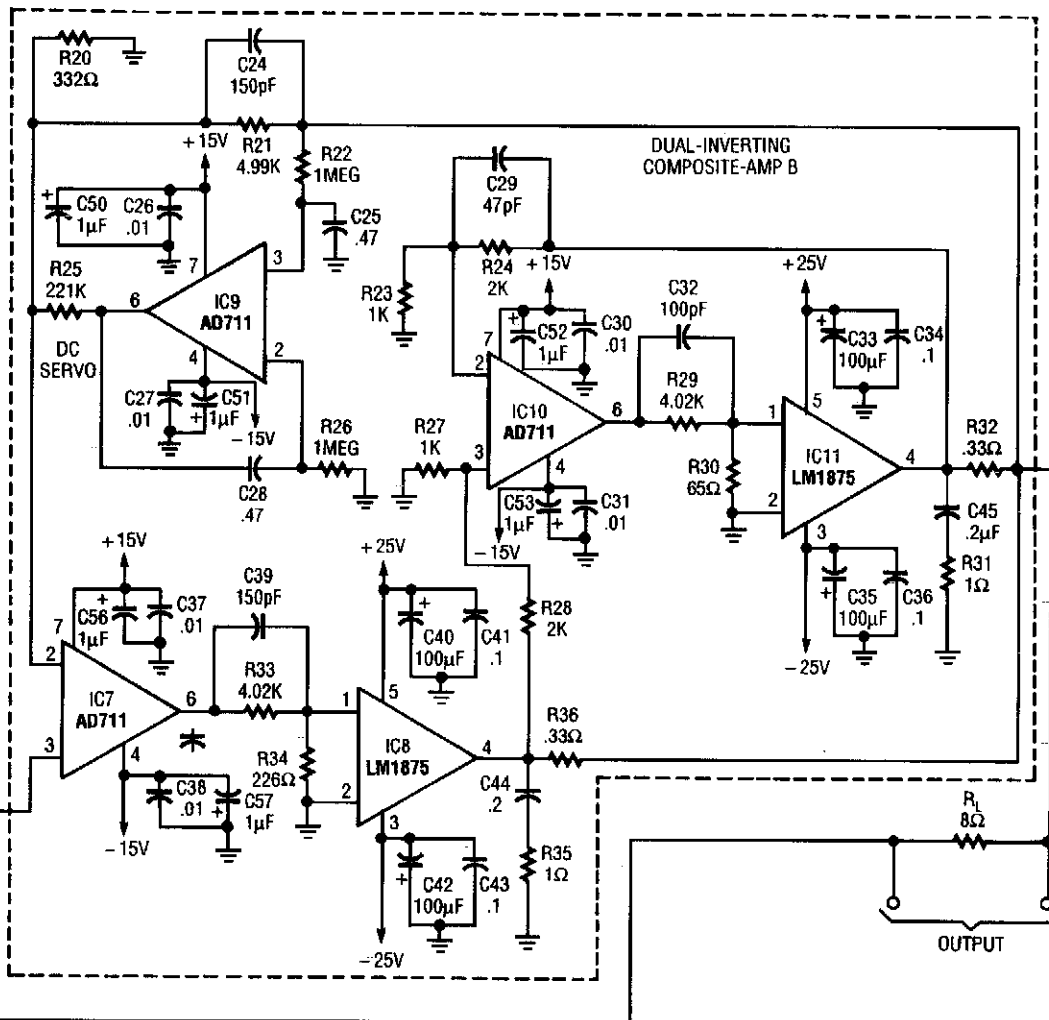 R20
332Ω
C24
150pF
+15V
R21
4.99K
R22
1MEG
DUAL-INVERTING
COMPOSITE-AMP B
+
C50
1µF
C26
.01
C25
.47
C29
47pF
R24
2K
+15V
+25V
R25
221K
6
7
3
IC9
AD711
2
4
DC
SERVO
R23
1K
C32
100pF
7
+
C52
1µF
C30
.01
+
C33
100µF
C34
.1
C27
.01
C51
+
1µF
-15V
R26
1MEG
C28
.47
R27
1K
2
IC10
AD711
3
6
4
R29
4.02K
1
5
IC11
LM1875
4
2
3
R32
.33Ω
R30
65Ω
C53
1µF
+
C31
.01
-15V
C45
.2µF
R31
1Ω
+
C35
100µF
C36
.1
-25V
+15V
+
C56
1µF
C37
.01
C39
150pF
+25V
+
C40
100µF
C41
.1
R28
2K
7
2
IC7
AD711
3
6
4
R33
4.02K
1
5
IC8
LM1875
4
2
3
R36
.33Ω
R34
226Ω
C38
.01
C57
+
1µF
-15V
C44
.2
R35
1Ω
+
C42
100µF
C43
.1
-25V
RL
8Ω
OUTPUT